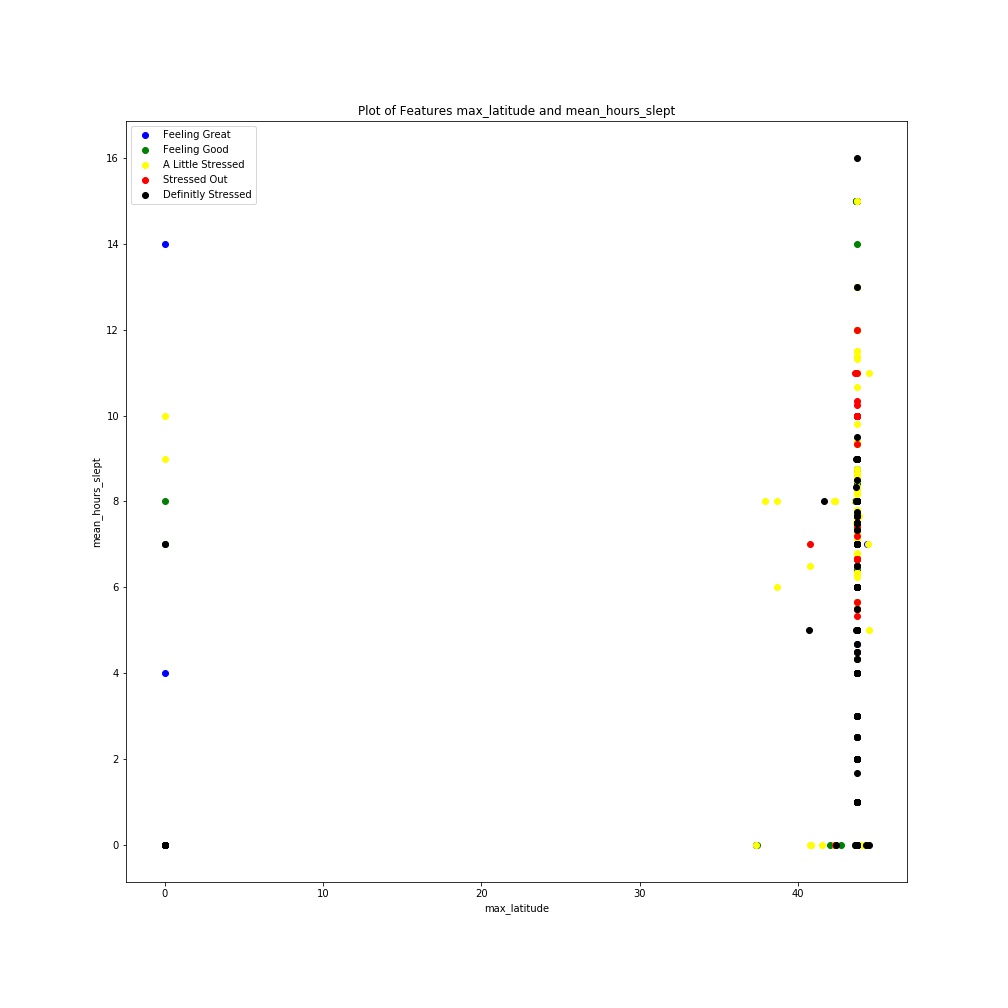 Plot of Features max_latitude and mean_hours_slept
Feeling Great
Feeling Good
A Little Stressed
Stressed Out
Definitly Stressed
16
14
12
10
8
6
4
2
0
mean_hours_slept
0 10 20 30 40
max_latitude